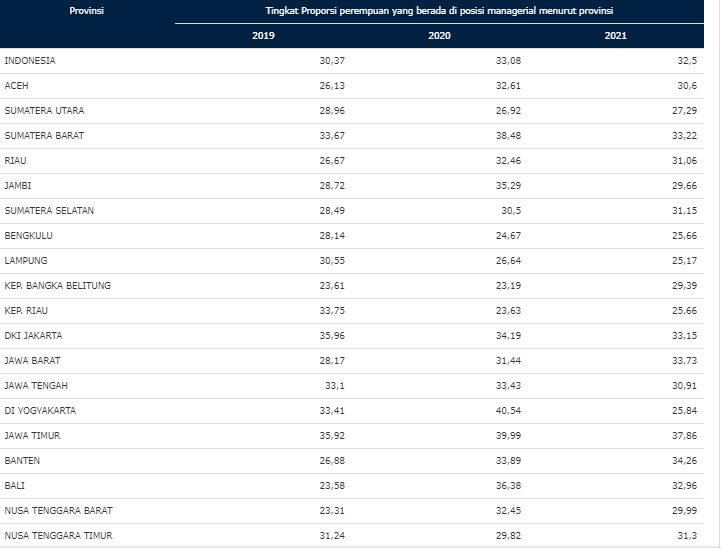 Provinsi Tingkat Proporsi perempuan yang berada di posisi managerial menurut provinsi
2019 2020 2021
INDONESIA 30,37 33,08 32,5
ACEH 26,13 32,61 30,6
SUMATERA UTARA 28,96 26,92 27,29
SUMATERA BARAT 33,67 38,48 33,22
RIAU 26,67 32,46 31,06
JAMBI 28,72 35,29 29,66
SUMATERA SELATAN 28,49 30,5 31,15
BENGKULU 28,14 24,67 25,66
LAMPUNG 30,55 26,64 25,17
KEP. BANGKA BELITUNG 23,61 23,19 29,39
KEP. RIAU 33,75 23,63 25,66
DKI JAKARTA 35,96 34,19 33,15
JAWA BARAT 28,17 31,44 33,73
JAWA TENGAH 33,1 33,43 30,91
DI YOGYAKARTA 33,41 40,54 25,84
JAWA TIMUR 35,92 39,99 37,86
BANTEN 26,88 33,89 34,26
BALI 23,58 36,38 32,96
NUSA TENGGARA BARAT 23,31 32,45 29,99
NUSA TENGGARA TIMUR 31,24 29,82 31,3